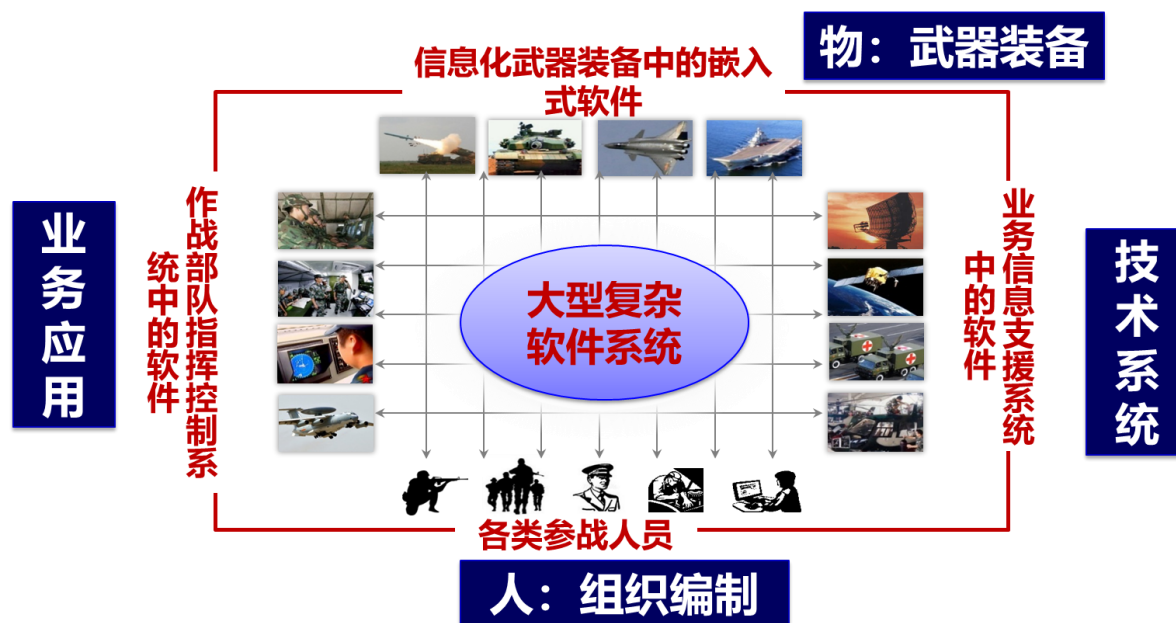 物：武器装备
信息化武器装备中的嵌入
式软件
业务应用
作战部队指挥控制系
统中的软件
大型复杂
软件系统
业务信息支援系统
中的软件
技术系统
各类参战人员
人：组织编制